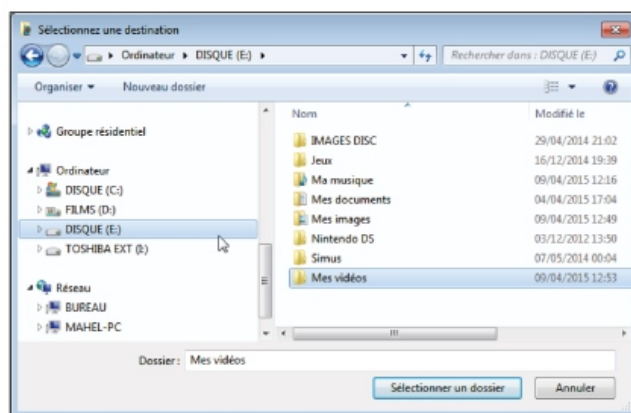 Sélectionnez une destination
Ordinateur DISQUE (E:)
Rechercher dans : DISQUE (E:)
Organiser Nouveau dossier
Groupe résidentiel
Ordinateur
DISQUE (C:)
FILMS (D:)
DISQUE (E:)
TOSHIBA EXT (I:)
Réseau
BUREAU
MAHEL-PC
Nom Modifié le
IMAGES DISC 29/04/2014 21:02
Jeux 16/12/2014 19:39
Ma musique 09/04/2015 12:16
Mes documents 04/04/2015 17:04
Mes images 09/04/2015 12:49
Nintendo DS 03/12/2012 13:50
Simus 07/05/2014 00:04
Mes vidéos 09/04/2015 12:53
Dossier : Mes vidéos
Sélectionner un dossier Annuler